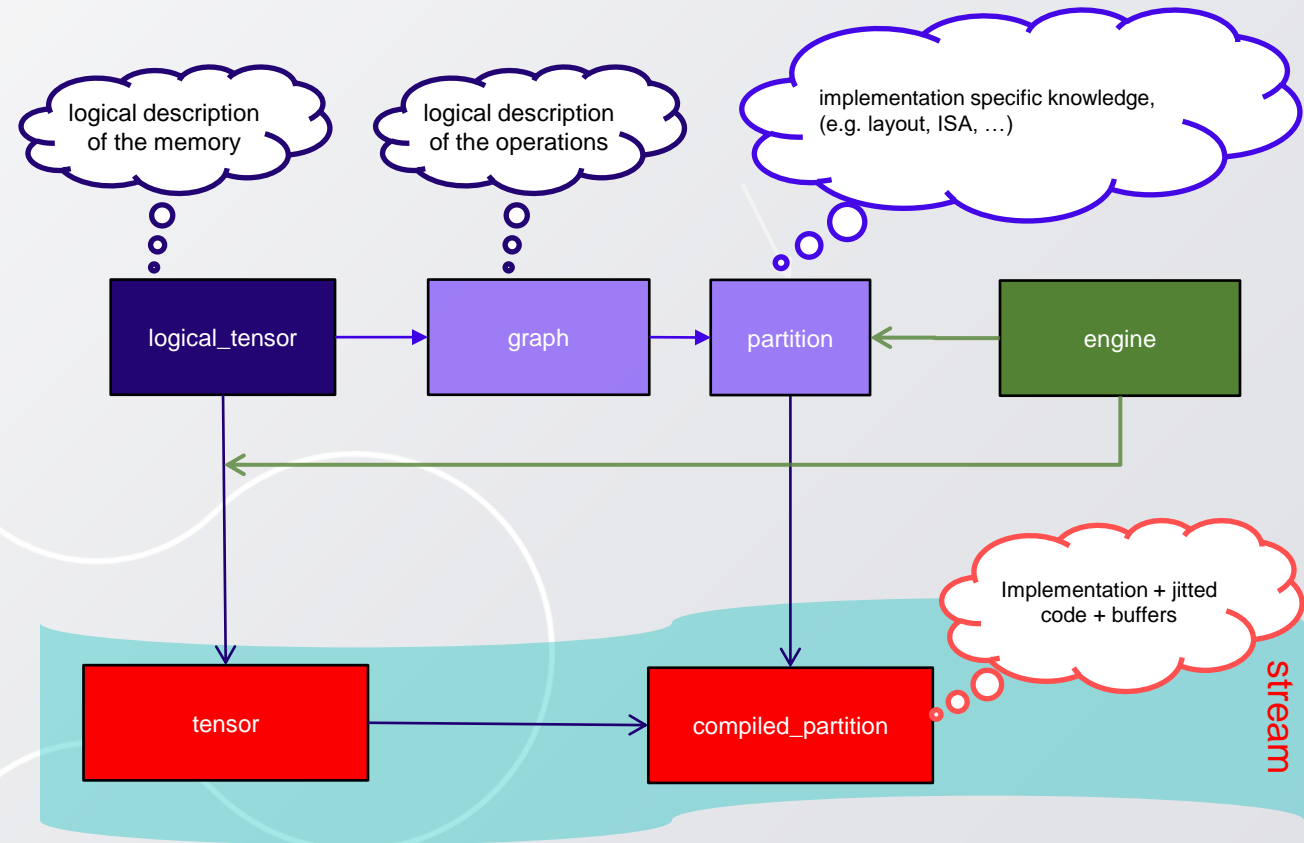 logical description
of the memory
logical description
of the operations
implementation specific knowledge,
(e.g. layout, ISA, …)
logical_tensor
graph
partition
engine
Implementation + jitted
code + buffers
stream
tensor
compiled_partition